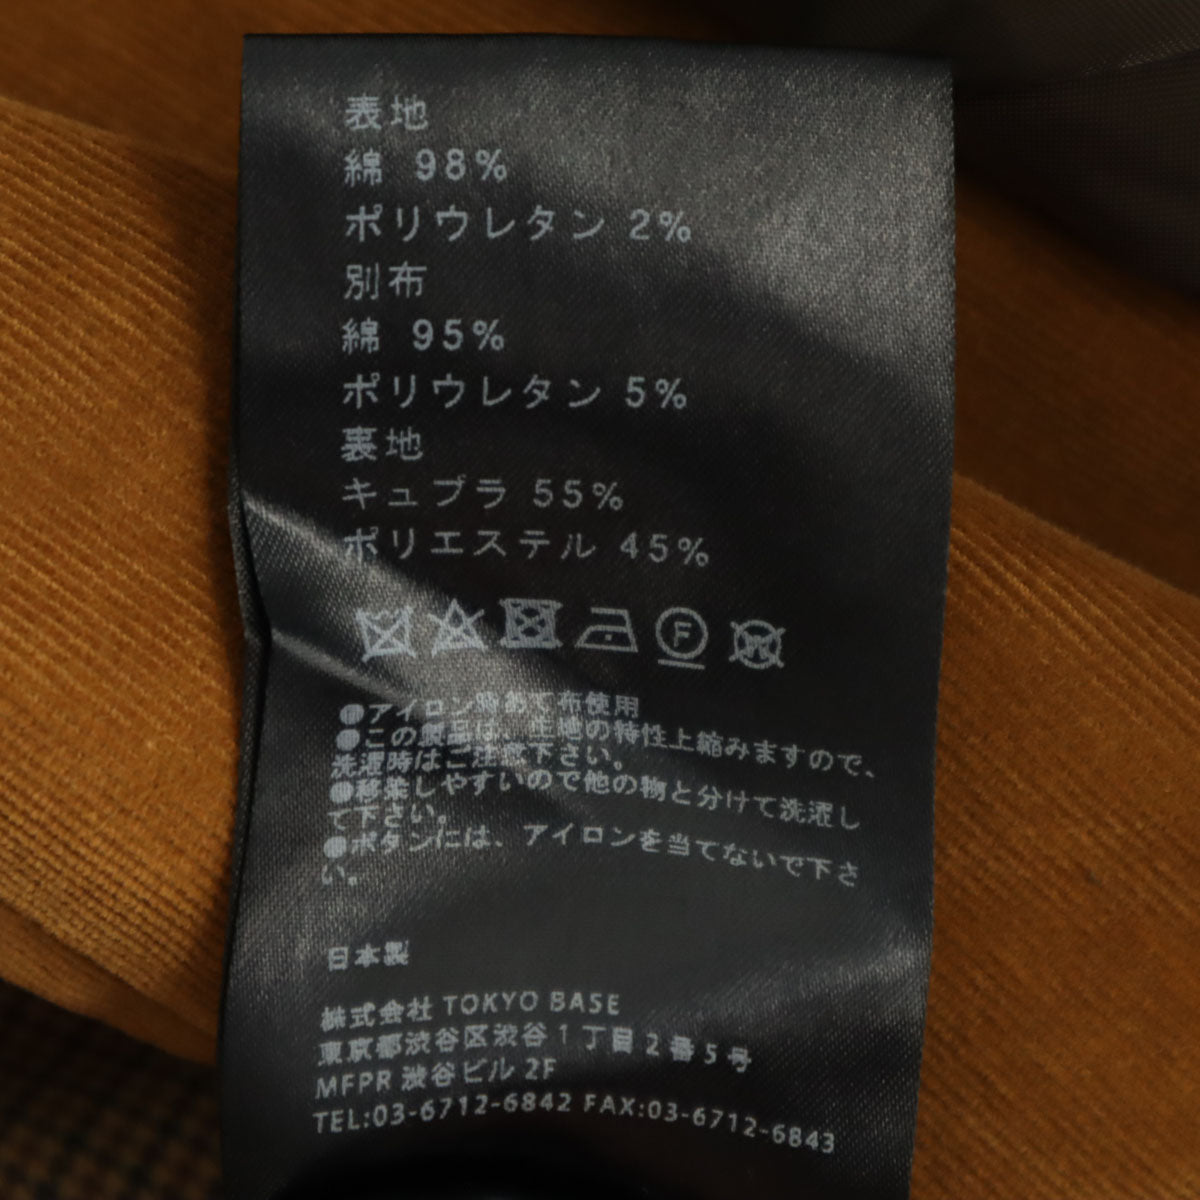 表地
綿 98%
ポリウレタン 2%
別布
綿 95%
ポリウレタン 5%
裏地
キュプラ 55%
ポリエステル 45%
F
W
●アイロン時あて布使用
●この製品は、生地の特性上縮みますので、
洗濯時はご注意下さい。
●移染しやすいので他の物と分けて洗濯し
て下さい。
●ボタンには、アイロンを当てないで下さ
い。
日本製
株式会社 TOKYO BASE
東京都渋谷区渋谷1丁目2番5号
MFPR 渋谷ビル 2F
TEL:03-6712-6842 FAX:03-6712-6843